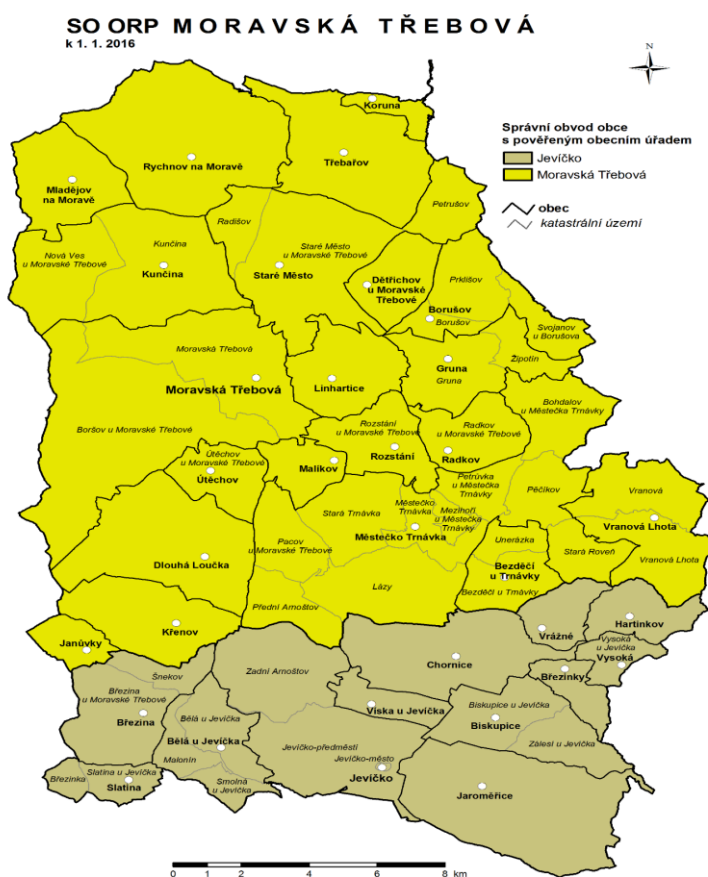 SO ORP MORAVSKÁ TŘEBOVÁ
k 1. 1. 2016
N
Správní obvod obce
s pověřeným obecním úřadem
Jevíčko
Moravská Třebová
obec
katastrální území
Koruna
Třebařov
Rychnov na Moravě
Mladějov
na Moravě
Petrušov
Radišov
Kunčina
Nová Ves
u Moravské Třebové
Kunčina
Staré Město
u Moravské Třebové
Staré Město
Dětřichov
u Moravské
Třebové
Prklišov
Borušov
Borušov
Svojanov
u Borušova
Žipotín
Moravská Třebová
Moravská Třebová
Linhartice
Gruna
Gruna
Bohdalov
u Městečka Trnávky
Boršov u Moravské Třebové
Rozstání
u Moravské Třebové
Rozstání
Radkov
u Moravské Třebové
Radkov
Útěchov
u Moravské Třebové
Útěchov
Malíkov
Petrůvka
u Městečka
Trnávky
Pěčíkov
Vranová
Vranová Lhota
Stará Trnávka
Městečko
Trnávka
Mezihoří
u Městečka
Trnávky
Městečko Trnávka
Pacov
u Moravské Třebové
Unerázka
Stará Roveň
Vranová Lhota
Dlouhá Loučka
Bezděčí
u Trnávky
Bezděčí u Trnávky
Lázy
Přední Arnoštov
Křenov
Janůvky
Hartinkov
Vrážné
Vysoká
u Jevíčka
Vysoká
Chornice
Březinky
Šnekov
Zadní Arnoštov
Březina
u Moravské Třebové
Březina
Víska u Jevíčka
Biskupice u Jevíčka
Biskupice
Bělá u Jevíčka
Bělá u Jevíčka
Jevíčko-předměstí
Zálesí u Jevíčka
Malonín
Jevíčko-město
Jevíčko
Březinka
Slatina u Jevíčka
Slatina
Smolná
u Jevíčka
Jaroměřice
0 1 2 4 6 8 km